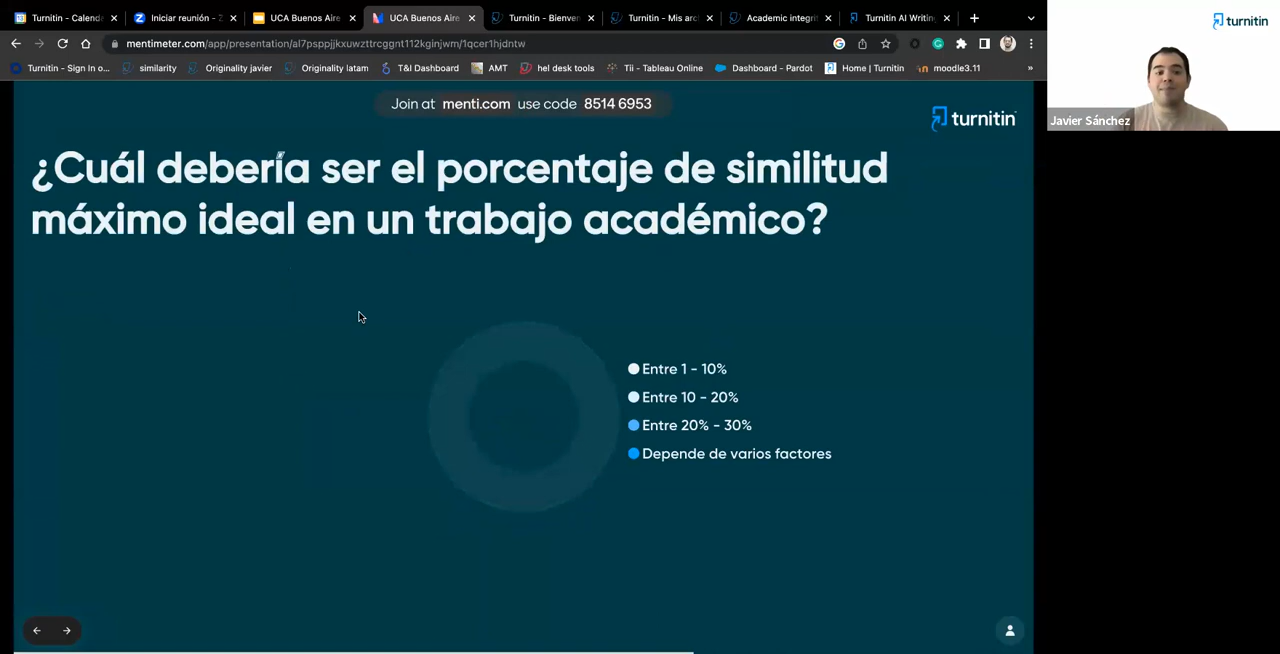 Turnitin - Calenda
Iniciar reunión - Z
UCA Buenos Aire
UCA Buenos Aire
Turnitin - Bienven
Turnitin - Mis arc
Academic integrit
Turnitin AI Writing
mentimeter.com/app/presentation/al7psppjjkxuwzttrcggnt112kginjwm/1qcer1hjdntw
Turnitin - Sign In o...
similarity
Originality javier
Originality latam
T&I Dashboard
AMT
hel desk tools
Tii - Tableau Online
Dashboard - Pardot
Home | Turnitin
moodle3.11
»
Join at menti.com use code 8514 6953
turnitin
¿Cuál debería ser el porcentaje de similitud
máximo ideal en un trabajo académico?
Entre 1 - 10%
Entre 10 - 20%
Entre 20% - 30%
Depende de varios factores
turnitin
Javier Sánchez